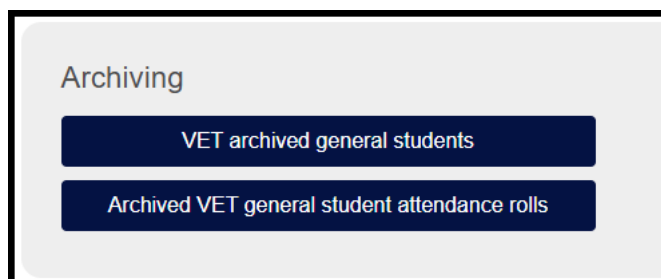 Archiving
VET archived general students
Archived VET general student attendance rolls